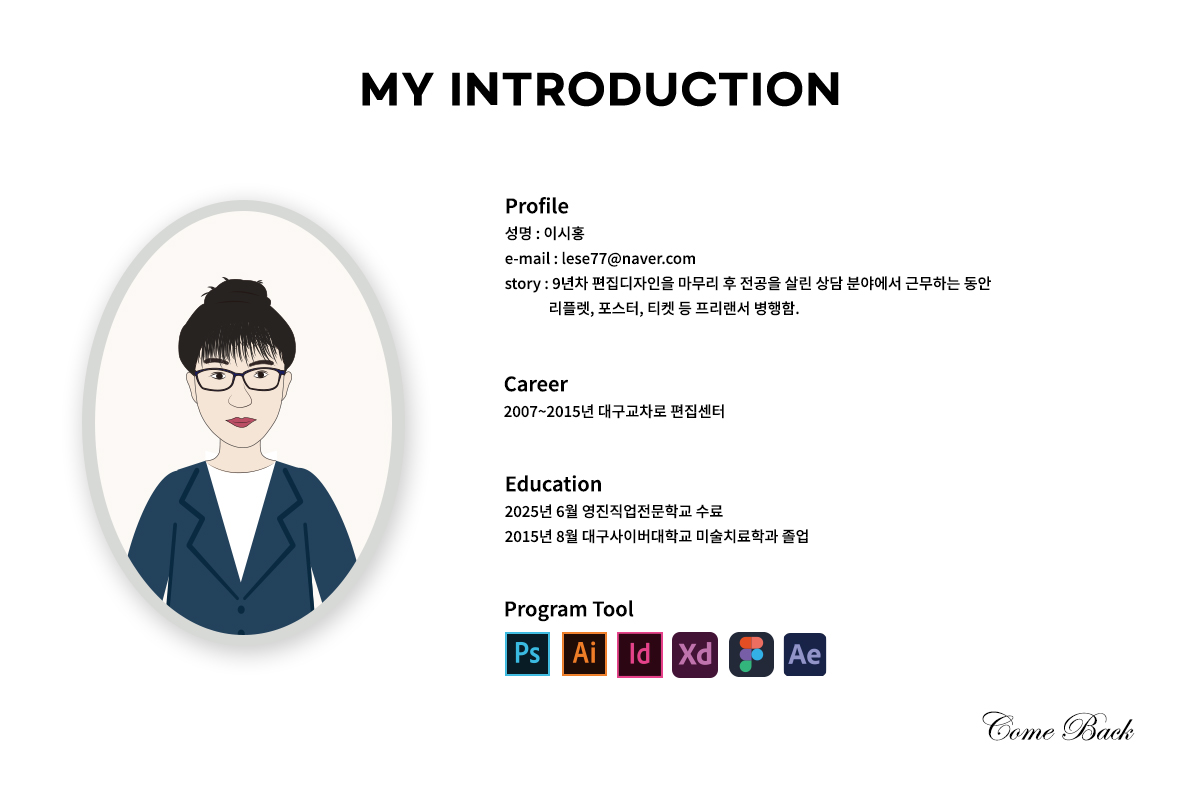 MY INTRODUCTION
Profile
성명 : 이시홍
e-mail : lese77@naver.com
story : 9년차 편집디자인을 마무리 후 전공을 살린 상담 분야에서 근무하는 동안
리플렛, 포스터, 티켓 등 프리랜서 병행함.
Career
2007~2015년 대구교차로 편집센터
Education
2025년 6월 영진직업전문학교 수료
2015년 8월 대구사이버대학교 미술치료학과 졸업
Program Tool
Ps Ai Id Xd Ae
Come Back